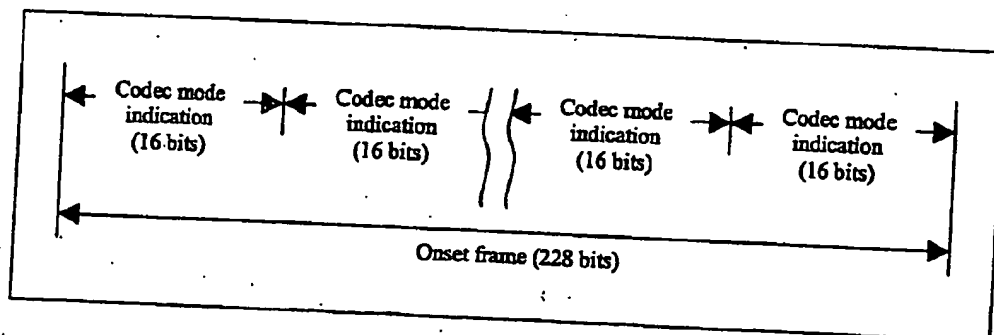 Codec mode
indication
(16 bits)
Codec mode
indication
(16 bits)
Codec mode
indication
(16 bits)
Codec mode
indication
(16 bits)
Onset frame (228 bits)